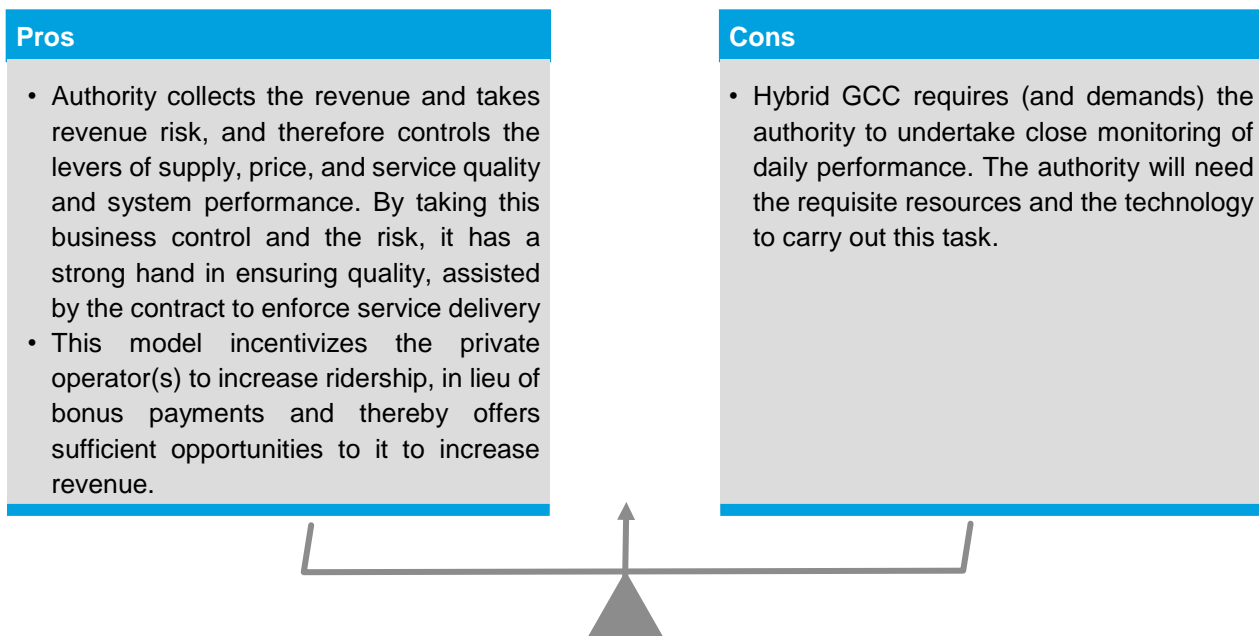 Pros
• Authority collects the revenue and takes
revenue risk, and therefore controls the
levers of supply, price, and service quality
and system performance. By taking this
business control and the risk, it has a
strong hand in ensuring quality, assisted
by the contract to enforce service delivery
• This model incentivizes the private
operator(s) to increase ridership, in lieu of
bonus payments and thereby offers
sufficient opportunities to it to increase
revenue.
Cons
• Hybrid GCC requires (and demands) the
authority to undertake close monitoring of
daily performance. The authority will need
the requisite resources and the technology
to carry out this task.